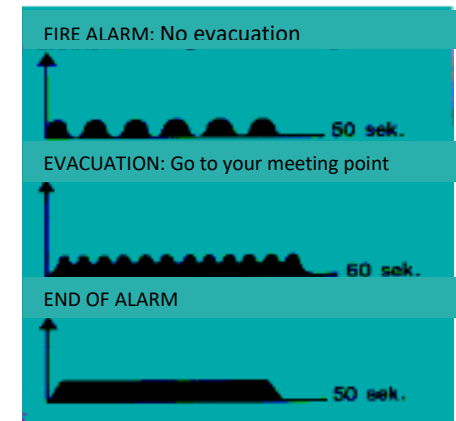 FIRE ALARM: No evacuation
50 sek.
EVACUATION: Go to your meeting point
60 sek.
END OF ALARM
50 sek.